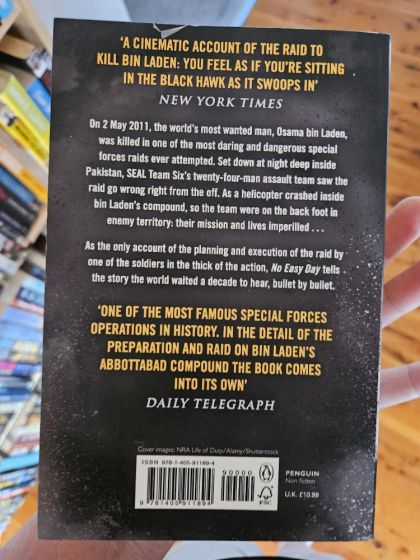 ‘A CINEMATIC ACCOUNT OF THE RAID TO
KILL BIN LADEN: YOU FEEL AS IF YOU’RE SITTING
IN THE BLACK HAWK AS IT SWOOPS IN’
NEW YORK TIMES
On 2 May 2011, the world’s most wanted man, Osama bin Laden,
was killed in one of the most daring and dangerous special
forces raids ever attempted. Set down at night deep inside
Pakistan, SEAL Team Six’s twenty-four-man assault team saw the
raid go wrong right from the off. As a helicopter crashed inside
bin Laden’s compound, so the team were on the back foot in
enemy territory: their mission and lives imperilled . . .
As the only account of the planning and execution of the raid by
one of the soldiers in the thick of the action, No Easy Day tells
the story the world waited a decade to hear, bullet by bullet.
‘ONE OF THE MOST FAMOUS SPECIAL FORCES
OPERATIONS IN HISTORY. IN THE DETAIL OF THE
PREPARATION AND RAID ON BIN LADEN’S
ABBOTTABAD COMPOUND THE BOOK COMES
INTO ITS OWN’
DAILY TELEGRAPH
Cover images: NRA Life of Duty/Alamy/Shutterstock
ISBN 978-1-405-91189-4
90000
9 781405 911894
FSC
PENGUIN
Non-fiction
U.K. £10.99